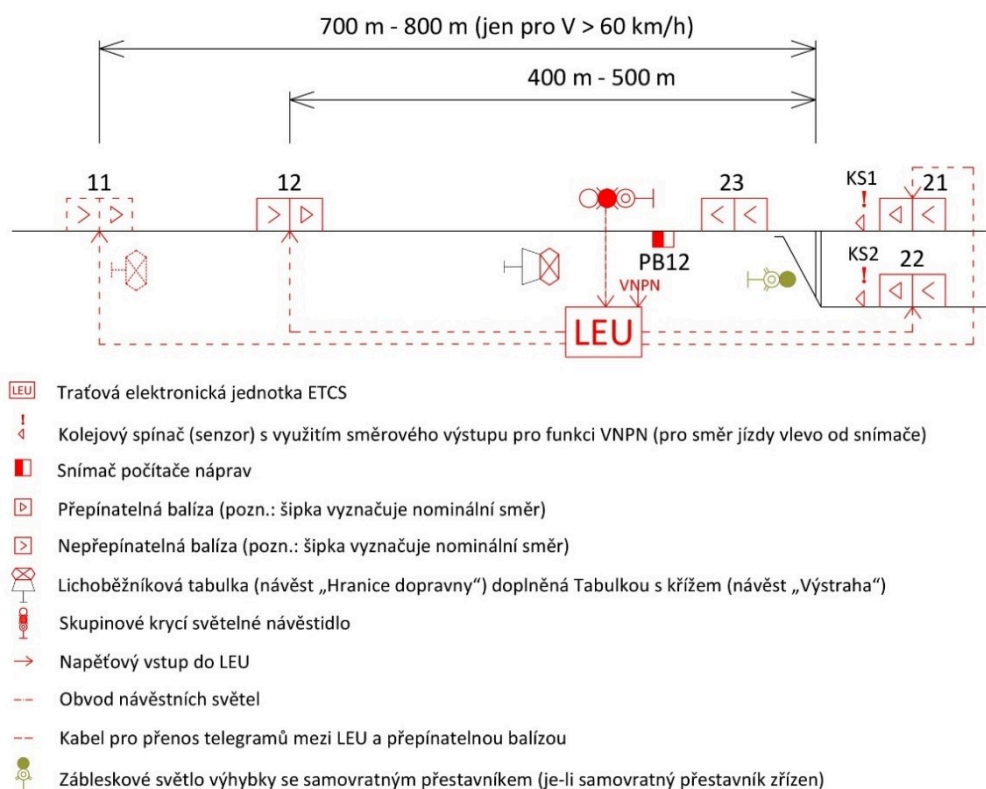 700 m - 800 m (jen pro V > 60 km/h)
400 m - 500 m
11
12
23
KS1
21
PB12
KS2
22
VNPN
LEU
LEU Traťová elektronická jednotka ETCS
Kolejový spínač (senzor) s využitím směrového výstupu pro funkci VNPN (pro směr jízdy vlevo od snímače)
Snímač počítače náprav
Přepínatelná balíza (pozn.: šipka vyznačuje nominální směr)
Nepřepínatelná balíza (pozn.: šipka vyznačuje nominální směr)
Lichoběžníková tabulka (návěst „Hranice dopravny“) doplněná Tabulkou s křížem (návěst „Výstraha“)
Skupinové krycí světelné návěstidlo
Napěťový vstup do LEU
Obvod návěstních světel
Kabel pro přenos telegramů mezi LEU a přepínatelnou balízou
Zábleskové světlo výhybky se samovratným přestavníkem (je-li samovratný přestavník zřízen)